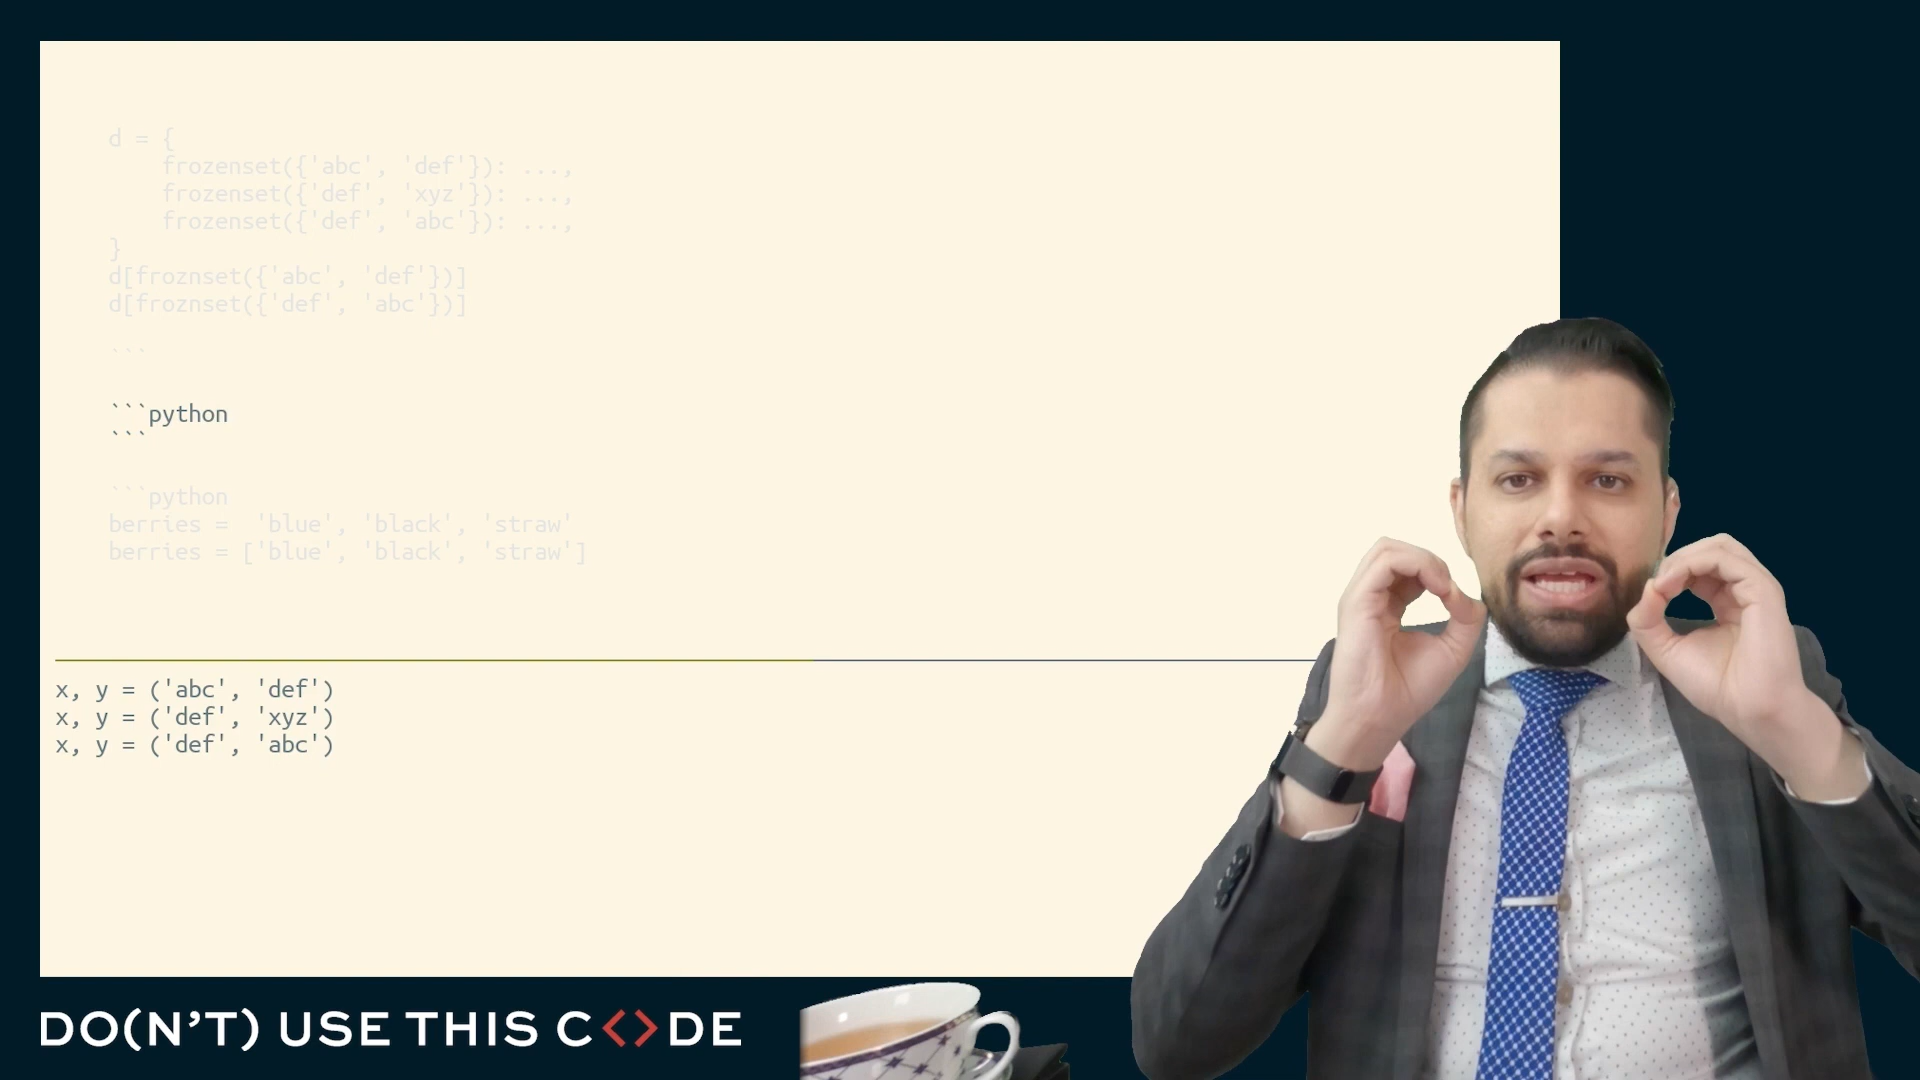 d = {
    frozenset({'abc', 'def'}): ...,
    frozenset({'def', 'xyz'}): ...,
    frozenset({'def', 'abc'}): ...,
}
d[froznset({'abc', 'def'})]
d[froznset({'def', 'abc'})]
```
```python
```
```python
berries =  'blue', 'black', 'straw'
berries = ['blue', 'black', 'straw']
x, y = ('abc', 'def')
x, y = ('def', 'xyz')
x, y = ('def', 'abc')
DO(N'T) USE THIS C<>DE